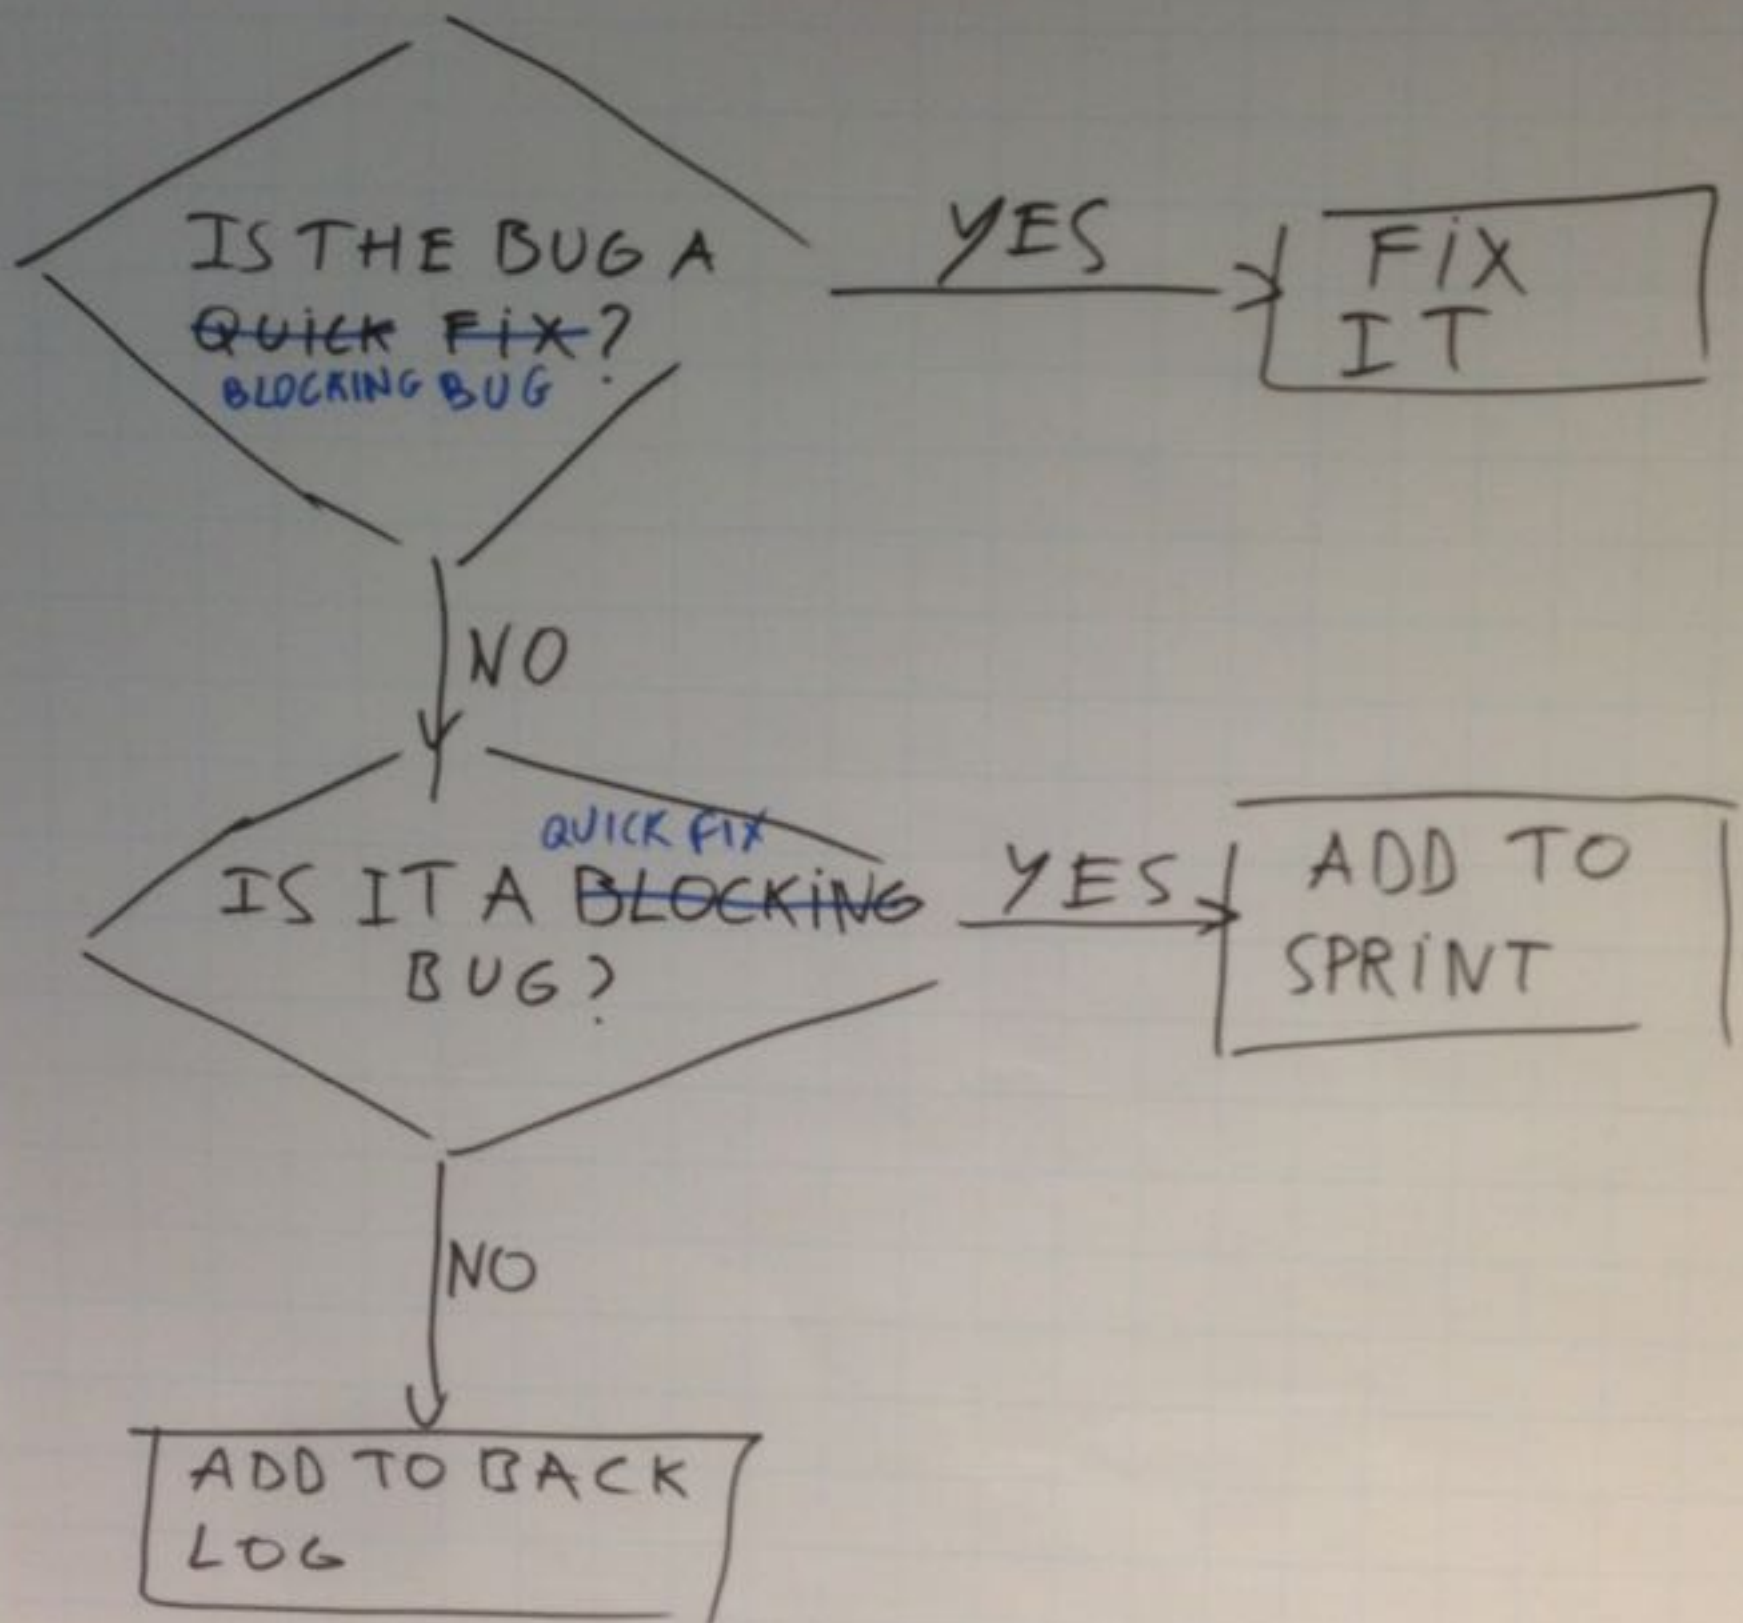 IS THE BUG A
QUICK FIX?
BLOCKING BUG
YES
FIX
IT
NO
QUICK FIX
IS IT A BLOCKING
BUG?
YES
ADD TO
SPRINT
NO
ADD TO BACK
LOG